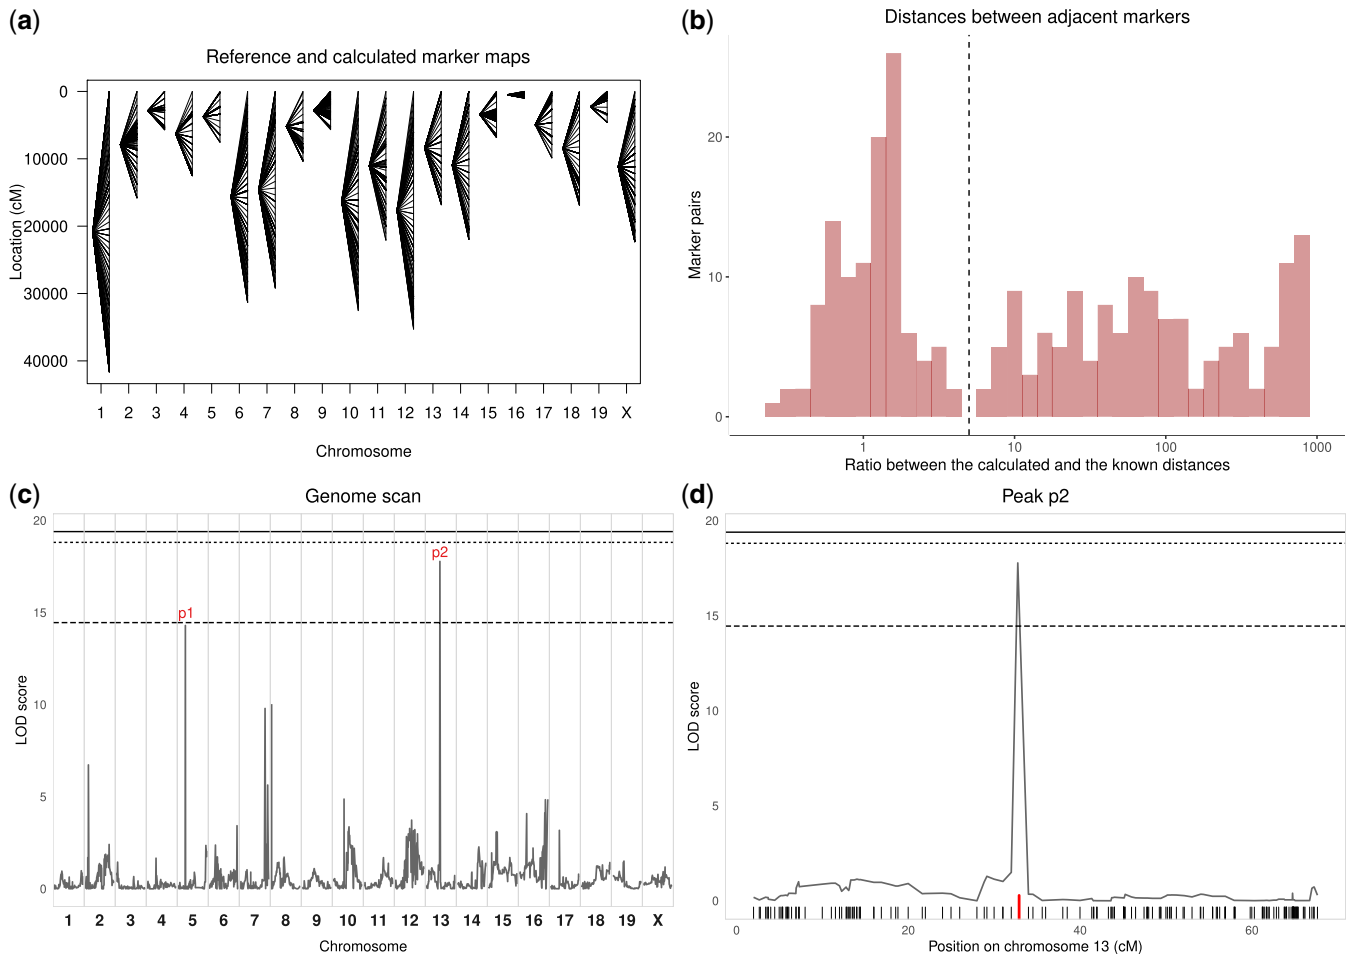 (a)
Reference and calculated marker maps
Location (cM)
0
10000
20000
30000
40000
1 2 3 4 5 6 7 8 9 10 11 12 13 14 15 16 17 18 19 X
Chromosome
(b)
Distances between adjacent markers
Marker pairs
20
10
0
1 10 100 1000
Ratio between the calculated and the known distances
(c)
Genome scan
LOD score
20
15
10
5
0
p1
p2
1 2 3 4 5 6 7 8 9 10 11 12 13 14 15 16 17 18 19 X
Chromosome
(d)
Peak p2
LOD score
20
15
10
5
0
0 20 40 60
Position on chromosome 13 (cM)